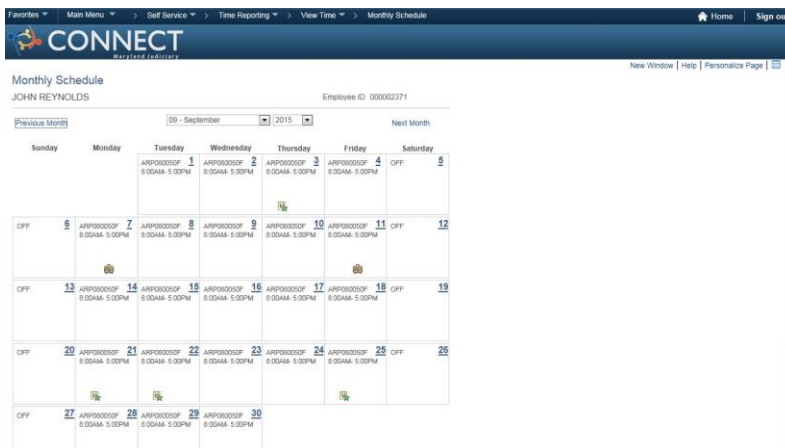 Favorites Main Menu > Self Service > Time Reporting > View Time > Monthly Schedule Home Sign ou
CONNECT
Maryland Judiciary
New Window | Help | Personalize Page |
Monthly Schedule
JOHN REYNOLDS Employee ID 000002371
Previous Month 09 - September 2015 Next Month
Sunday Monday Tuesday Wednesday Thursday Friday Saturday
ARP080050F 1 ARP080050F 2 ARP080050F 3 ARP080050F 4 OFF 5
8:00AM- 5:00PM 8:00AM- 5:00PM 8:00AM- 5:00PM 8:00AM- 5:00PM
OFF 6 ARP080050F 7 ARP080050F 8 ARP080050F 9 ARP080050F 10 ARP080050F 11 OFF 12
8:00AM- 5:00PM 8:00AM- 5:00PM 8:00AM- 5:00PM 8:00AM- 5:00PM 8:00AM- 5:00PM
OFF 13 ARP080050F 14 ARP080050F 15 ARP080050F 16 ARP080050F 17 ARP080050F 18 OFF 19
8:00AM- 5:00PM 8:00AM- 5:00PM 8:00AM- 5:00PM 8:00AM- 5:00PM 8:00AM- 5:00PM
OFF 20 ARP080050F 21 ARP080050F 22 ARP080050F 23 ARP080050F 24 ARP080050F 25 OFF 26
8:00AM- 5:00PM 8:00AM- 5:00PM 8:00AM- 5:00PM 8:00AM- 5:00PM 8:00AM- 5:00PM
OFF 27 ARP080050F 28 ARP080050F 29 ARP080050F 30
8:00AM- 5:00PM 8:00AM- 5:00PM 8:00AM- 5:00PM